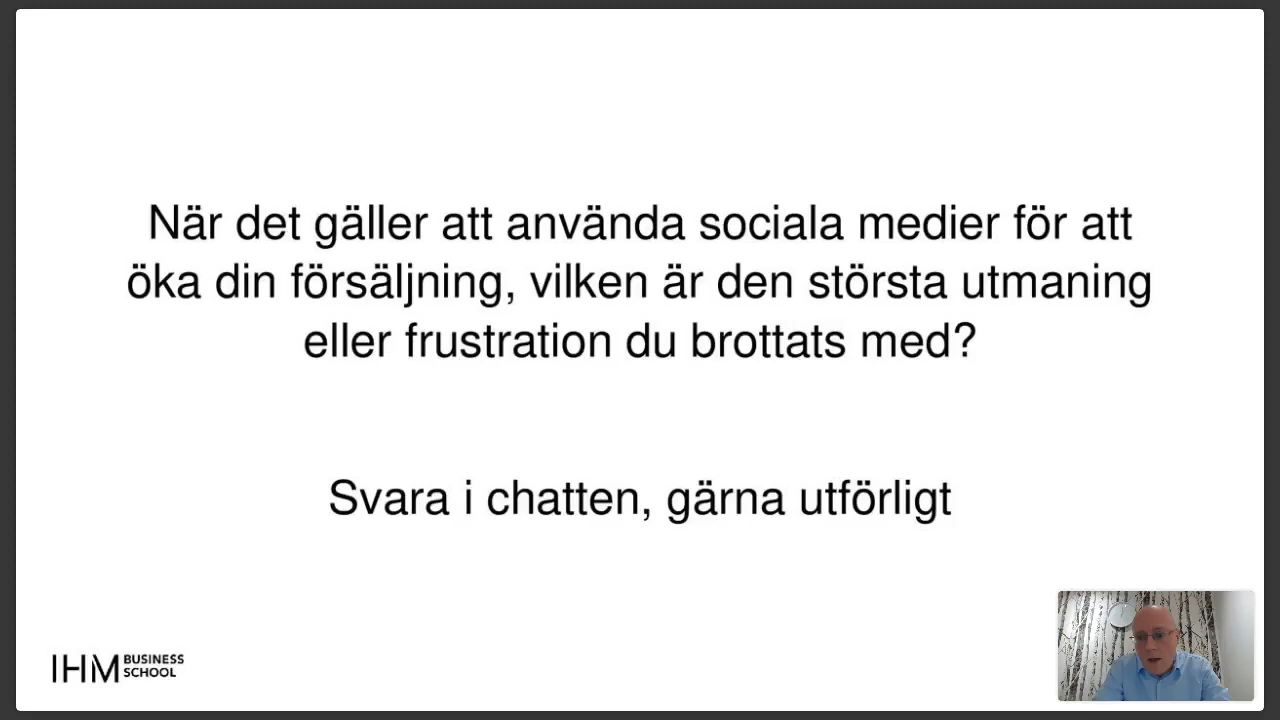 När det gäller att använda sociala medier för att
öka din försäljning, vilken är den största utmaning
eller frustration du brottats med?
Svara i chatten, gärna utförligt
IHM BUSINESS
SCHOOL